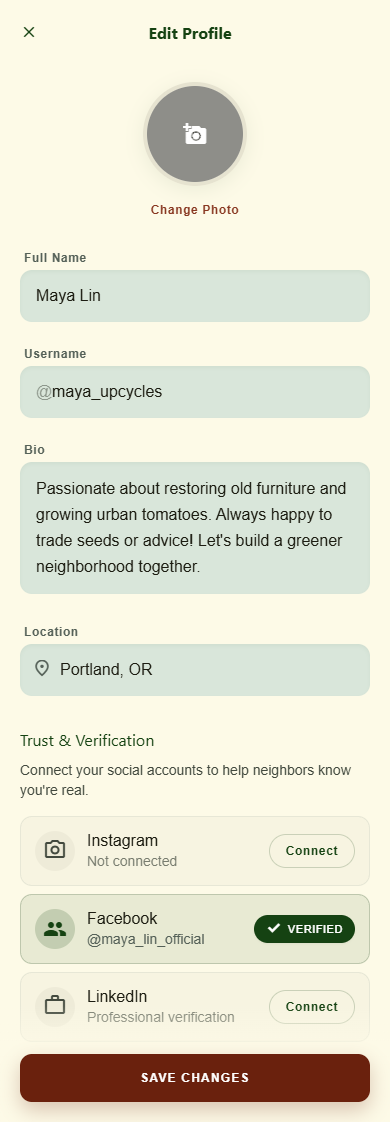 Edit Profile
Change Photo
Full Name
Maya Lin
Username
@maya_upcycles
Bio
Passionate about restoring old furniture and
growing urban tomatoes. Always happy to
trade seeds or advice! Let's build a greener
neighborhood together.
Location
Portland, OR
Trust & Verification
Connect your social accounts to help neighbors know
you're real.
Instagram
Not connected
Connect
Facebook
@maya_lin_official
VERIFIED
LinkedIn
Professional verification
Connect
SAVE CHANGES